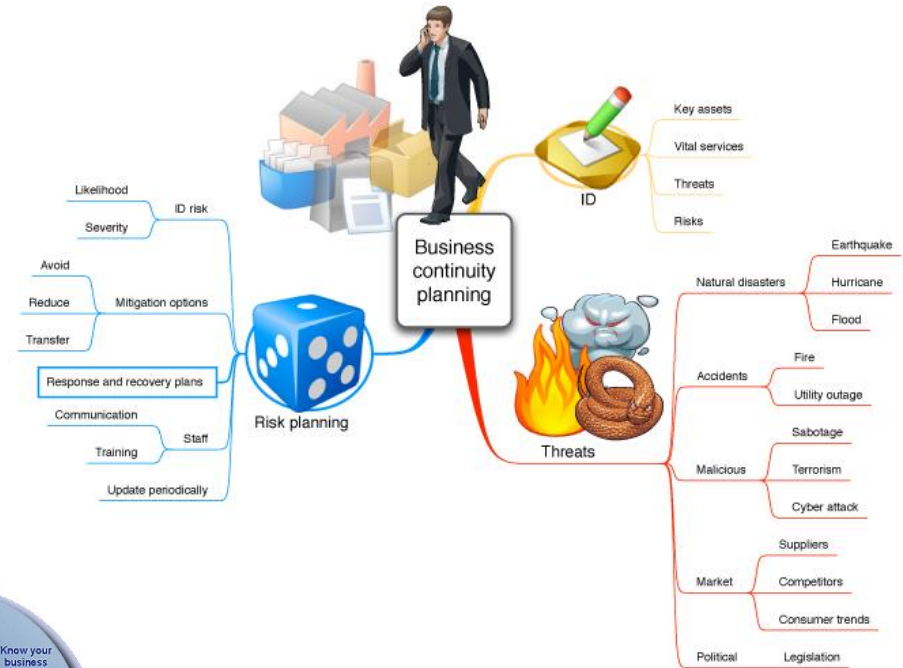 Business
continuity
planning
ID
Key assets
Vital services
Threats
Risks
Threats
Natural disasters
Earthquake
Hurricane
Flood
Accidents
Fire
Utility outage
Malicious
Sabotage
Terrorism
Cyber attack
Market
Suppliers
Competitors
Consumer trends
Political
Legislation
Risk planning
ID risk
Likelihood
Severity
Mitigation options
Avoid
Reduce
Transfer
Response and recovery plans
Staff
Communication
Training
Update periodically
Know your
business